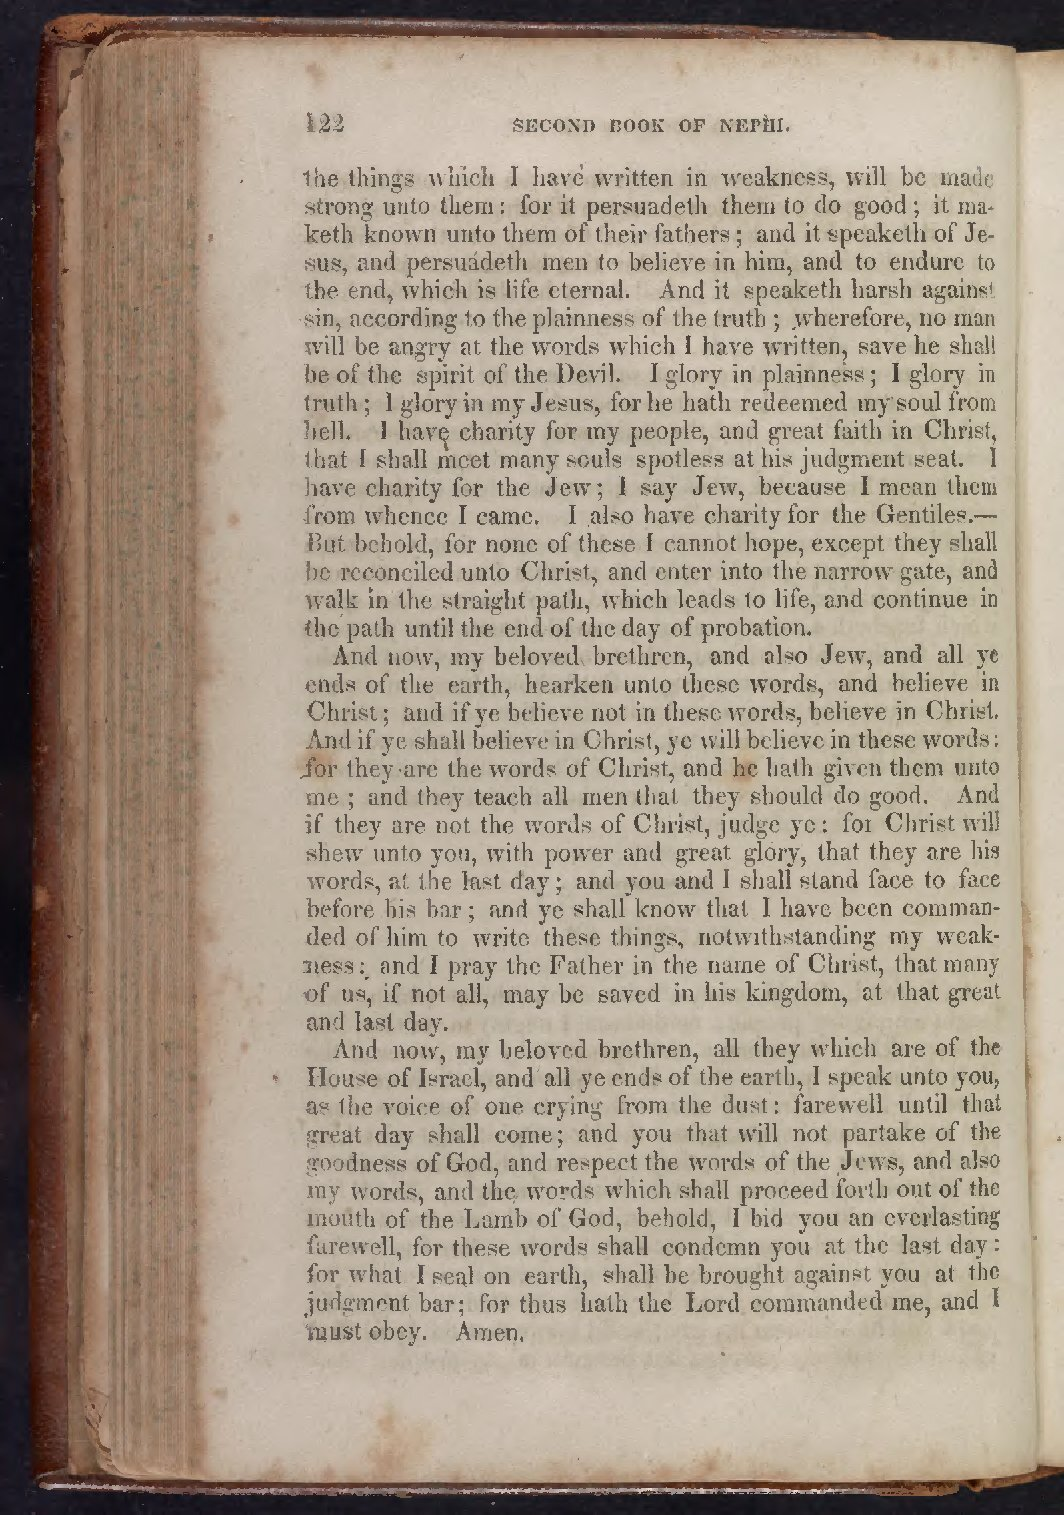 122 SECOND BOOK OF NEPHI.
the things which I have written in weakness, will be made
strong unto them: for it persuadeth them to do good; it ma-
keth known unto them of their fathers; and it speaketh of Je-
sus, and persuadeth men to believe in him, and to endure to
the end, which is life eternal. And it speaketh harsh against
sin, according to the plainness of the truth; wherefore, no man
will be angry at the words which I have written, save he shall
be of the spirit of the Devil. I glory in plainness; I glory in
truth; I glory in my Jesus, for he hath redeemed my soul from
hell. I have charity for my people, and great faith in Christ,
that I shall meet many souls spotless at his judgment seat. I
have charity for the Jew; I say Jew, because I mean them
from whence I came. I also have charity for the Gentiles.—
But behold, for none of these I cannot hope, except they shall
be reconciled unto Christ, and enter into the narrow gate, and
walk in the straight path, which leads to life, and continue in
the path until the end of the day of probation.
And now, my beloved brethren, and also Jew, and all ye
ends of the earth, hearken unto these words, and believe in
Christ; and if ye believe not in these words, believe in Christ.
And if ye shall believe in Christ, ye will believe in these words:
for they are the words of Christ, and he hath given them unto
me; and they teach all men that they should do good. And
if they are not the words of Christ, judge ye: for Christ will
shew unto you, with power and great glory, that they are his
words, at the last day; and you and I shall stand face to face
before his bar; and ye shall know that I have been comman-
ded of him to write these things, notwithstanding my weak-
ness: and I pray the Father in the name of Christ, that many
of us, if not all, may be saved in his kingdom, at that great
and last day.
And now, my beloved brethren, all they which are of the
House of Israel, and all ye ends of the earth, I speak unto you,
as the voice of one crying from the dust: farewell until that
great day shall come; and you that will not partake of the
goodness of God, and respect the words of the Jews, and also
my words, and the words which shall proceed forth out of the
mouth of the Lamb of God, behold, I bid you an everlasting
farewell, for these words shall condemn you at the last day:
for what I seal on earth, shall be brought against you at the
judgment bar; for thus hath the Lord commanded me, and I
must obey. Amen.